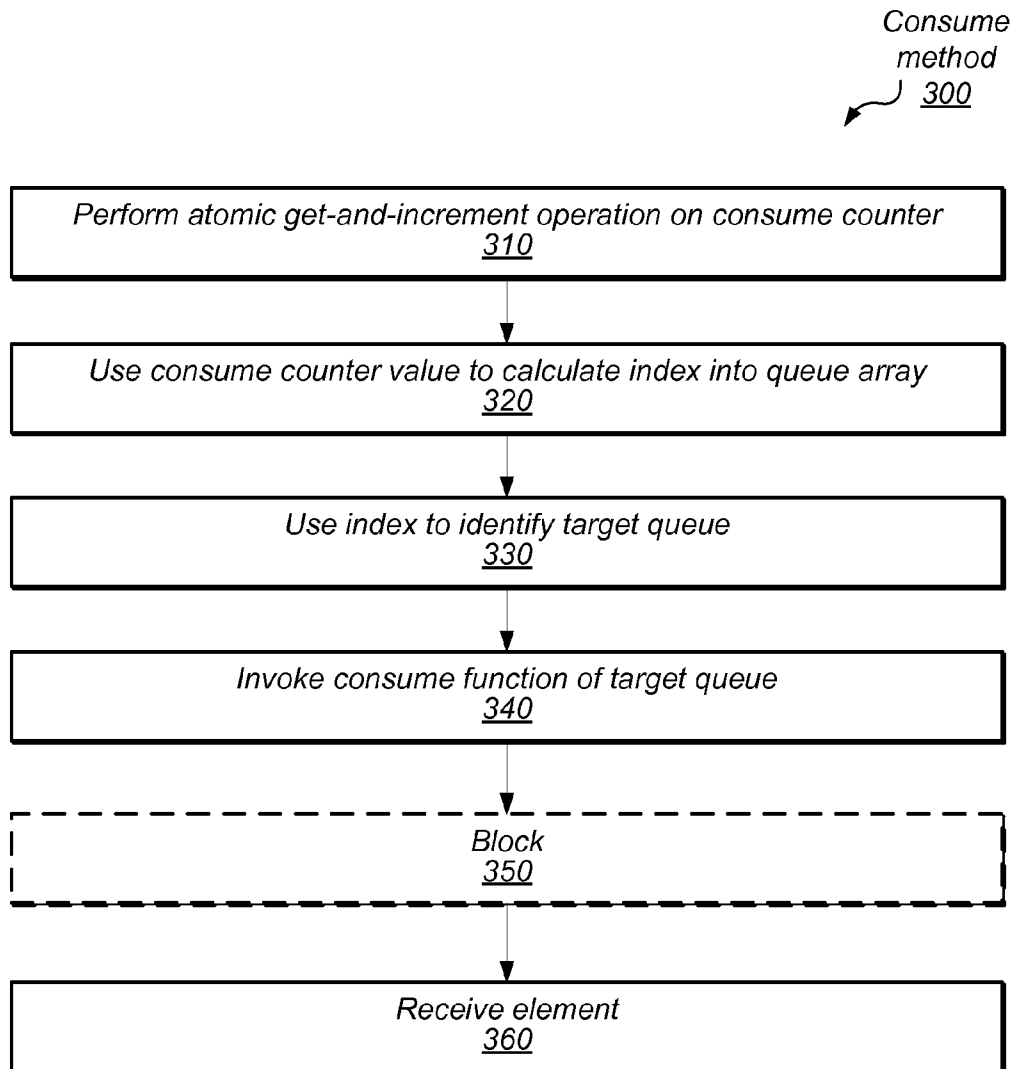 Consume
method
300
Perform atomic get-and-increment operation on consume counter
310
Use consume counter value to calculate index into queue array
320
Use index to identify target queue
330
Invoke consume function of target queue
340
Block
350
Receive element
360